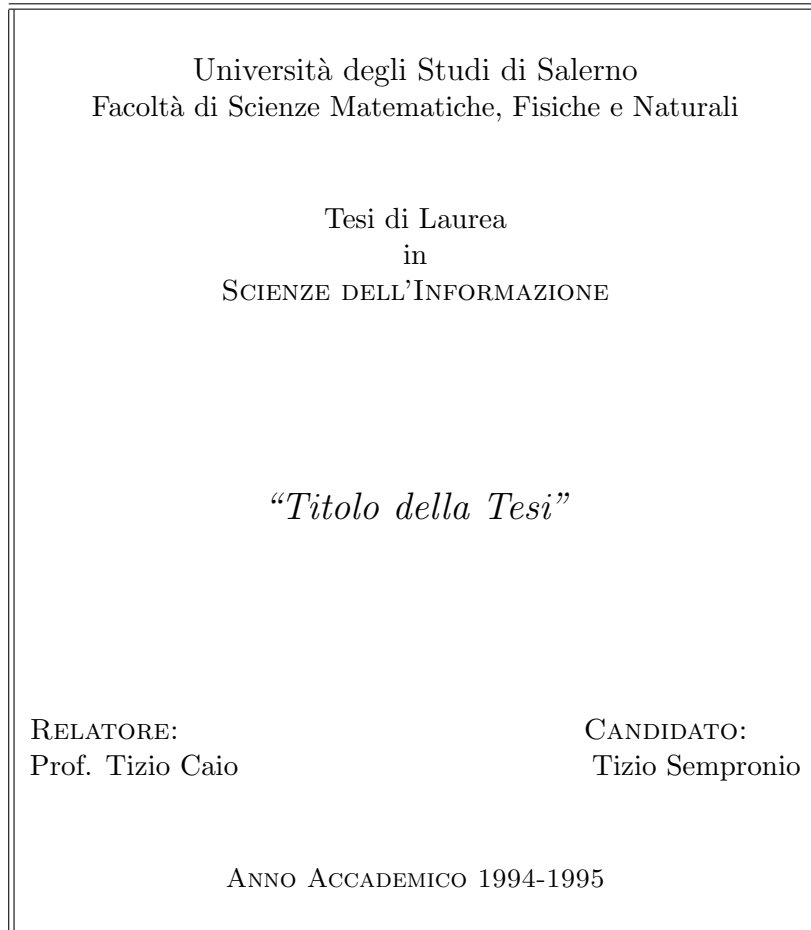 Università degli Studi di Salerno
Facoltà di Scienze Matematiche, Fisiche e Naturali
Tesi di Laurea
in
Scienze dell'Informazione
“Titolo della Tesi”
Relatore: Candidato:
Prof. Tizio Caio Tizio Sempronio
Anno Accademico 1994-1995